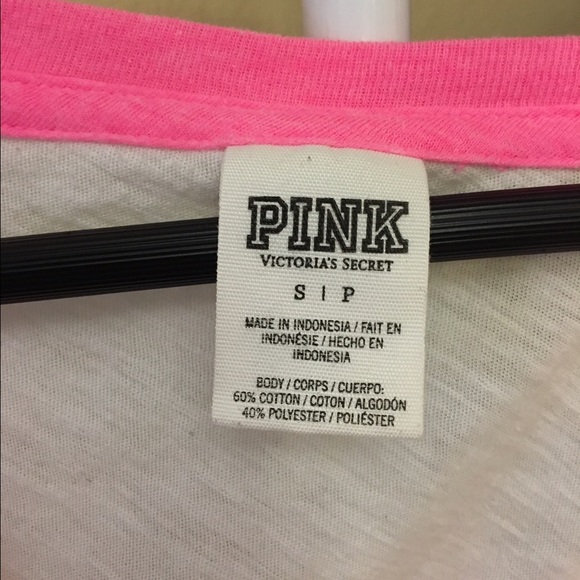 PINK
VICTORIA'S SECRET
S | P
MADE IN INDONESIA / FAIT EN
INDONÉSIE / HECHO EN
INDONESIA
BODY / CORPS / CUERPO:
60% COTTON / COTON / ALGODÓN
40% POLYESTER / POLIÉSTER